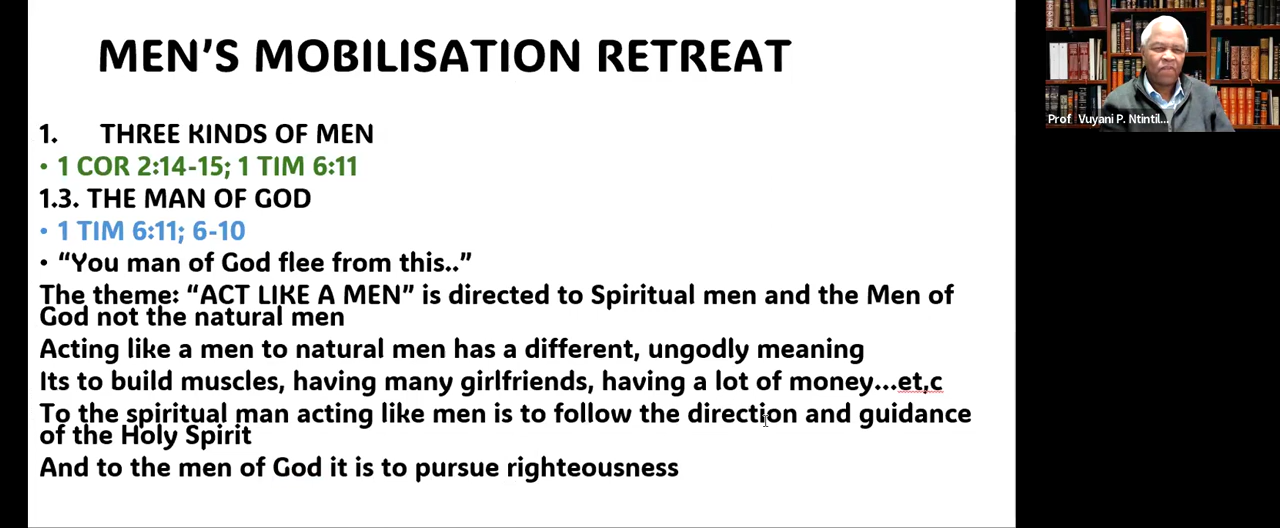 MEN'S MOBILISATION RETREAT
1. THREE KINDS OF MEN
• 1 COR 2:14-15; 1 TIM 6:11
1.3. THE MAN OF GOD
• 1 TIM 6:11; 6-10
• “You man of God flee from this..”
The theme: “ACT LIKE A MEN” is directed to Spiritual men and the Men of
God not the natural men
Acting like a men to natural men has a different, ungodly meaning
Its to build muscles, having many girlfriends, having a lot of money...et,c
To the spiritual man acting like men is to follow the direction and guidance
of the Holy Spirit
And to the men of God it is to pursue righteousness
Prof Vuyani P. Ntintil...